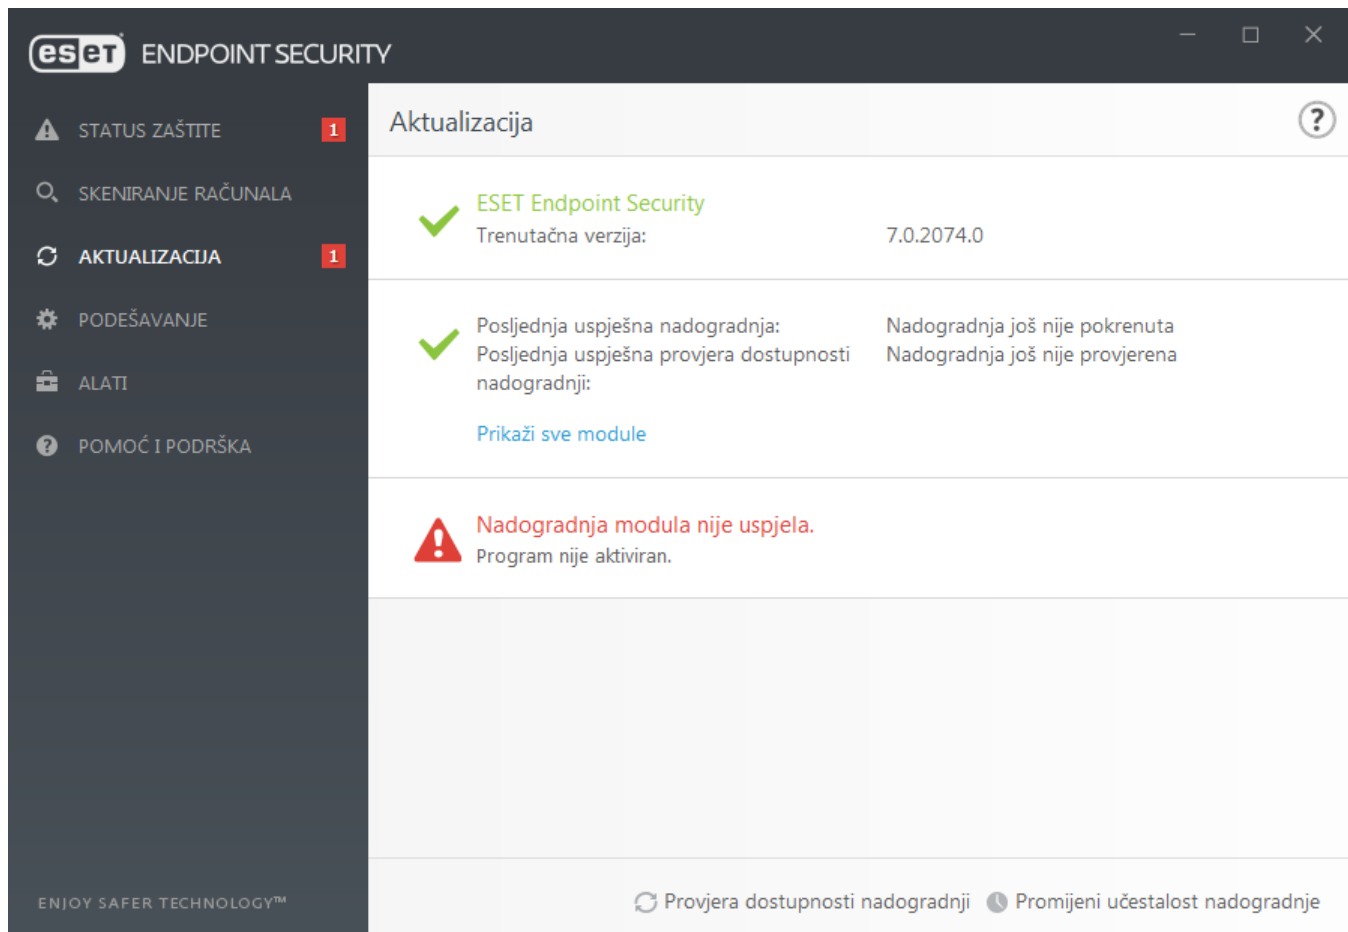 eset ENDPOINT SECURITY
STATUS ZAŠTITE 1
SKENIRANJE RAČUNALA
AKTUALIZACIJA 1
PODEŠAVANJE
ALATI
POMOĆ I PODRŠKA
ENJOY SAFER TECHNOLOGY™
Aktualizacija ?
ESET Endpoint Security
Trenutačna verzija: 7.0.2074.0
Posljednja uspješna nadogradnja: Nadogradnja još nije pokrenuta
Posljednja uspješna provjera dostupnosti Nadogradnja još nije provjerena
nadogradnji:
Prikaži sve module
Nadogradnja modula nije uspjela.
Program nije aktiviran.
Provjera dostupnosti nadogradnji Promijeni učestalost nadogradnje